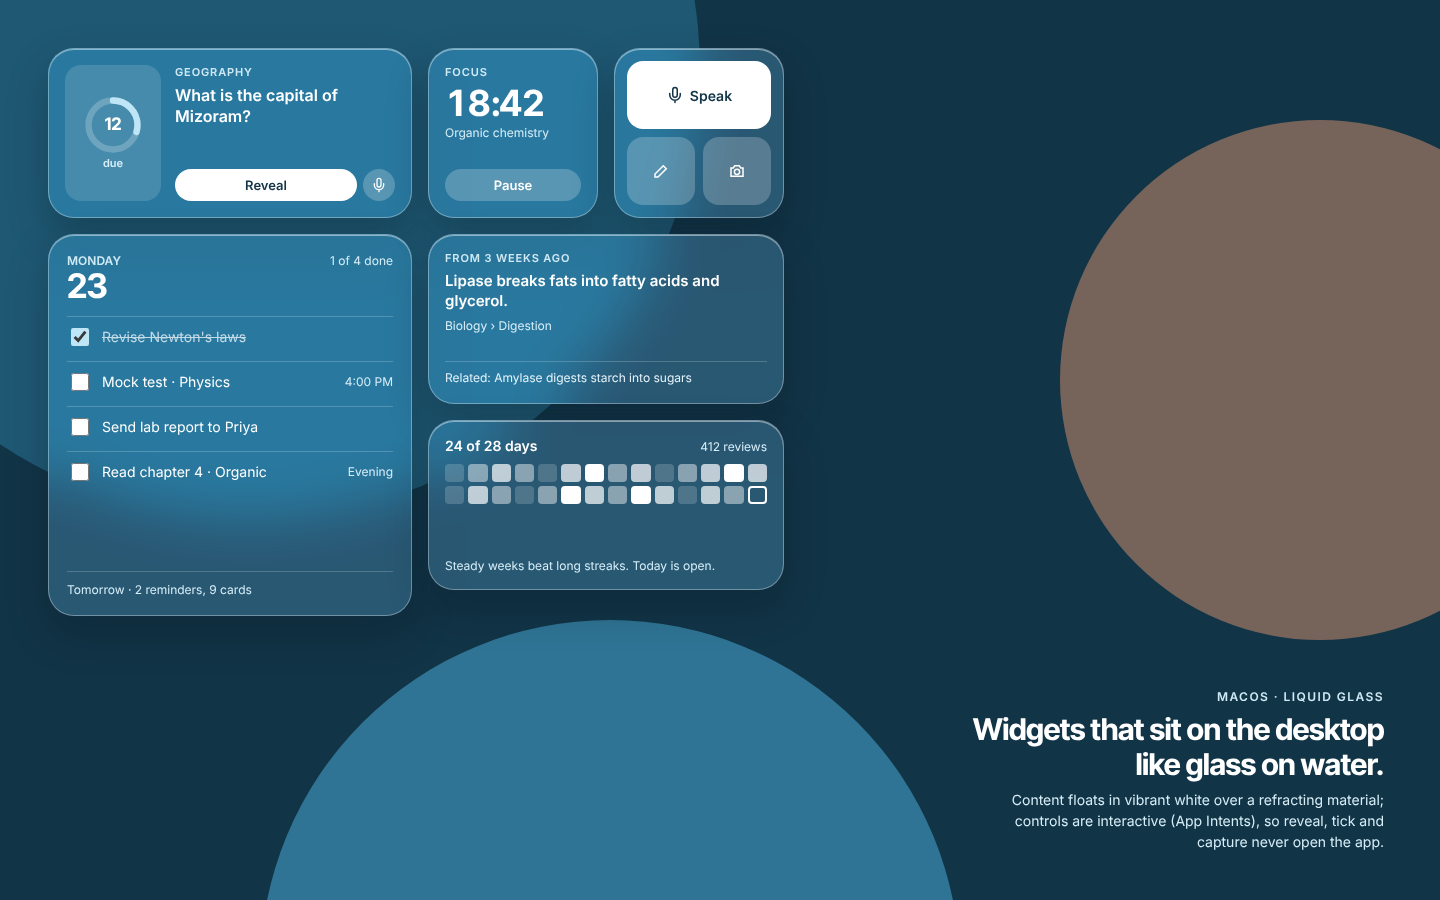 12
due
GEOGRAPHY
What is the capital of
Mizoram?
Reveal
FOCUS
18:42
Organic chemistry
Pause
Speak
MONDAY
23
1 of 4 done
Revise Newton's laws
Mock test · Physics
4:00 PM
Send lab report to Priya
Read chapter 4 · Organic
Evening
Tomorrow · 2 reminders, 9 cards
FROM 3 WEEKS AGO
Lipase breaks fats into fatty acids and
glycerol.
Biology › Digestion
Related: Amylase digests starch into sugars
24 of 28 days
412 reviews
Steady weeks beat long streaks. Today is open.
MACOS · LIQUID GLASS
Widgets that sit on the desktop
like glass on water.
Content floats in vibrant white over a refracting material;
controls are interactive (App Intents), so reveal, tick and
capture never open the app.